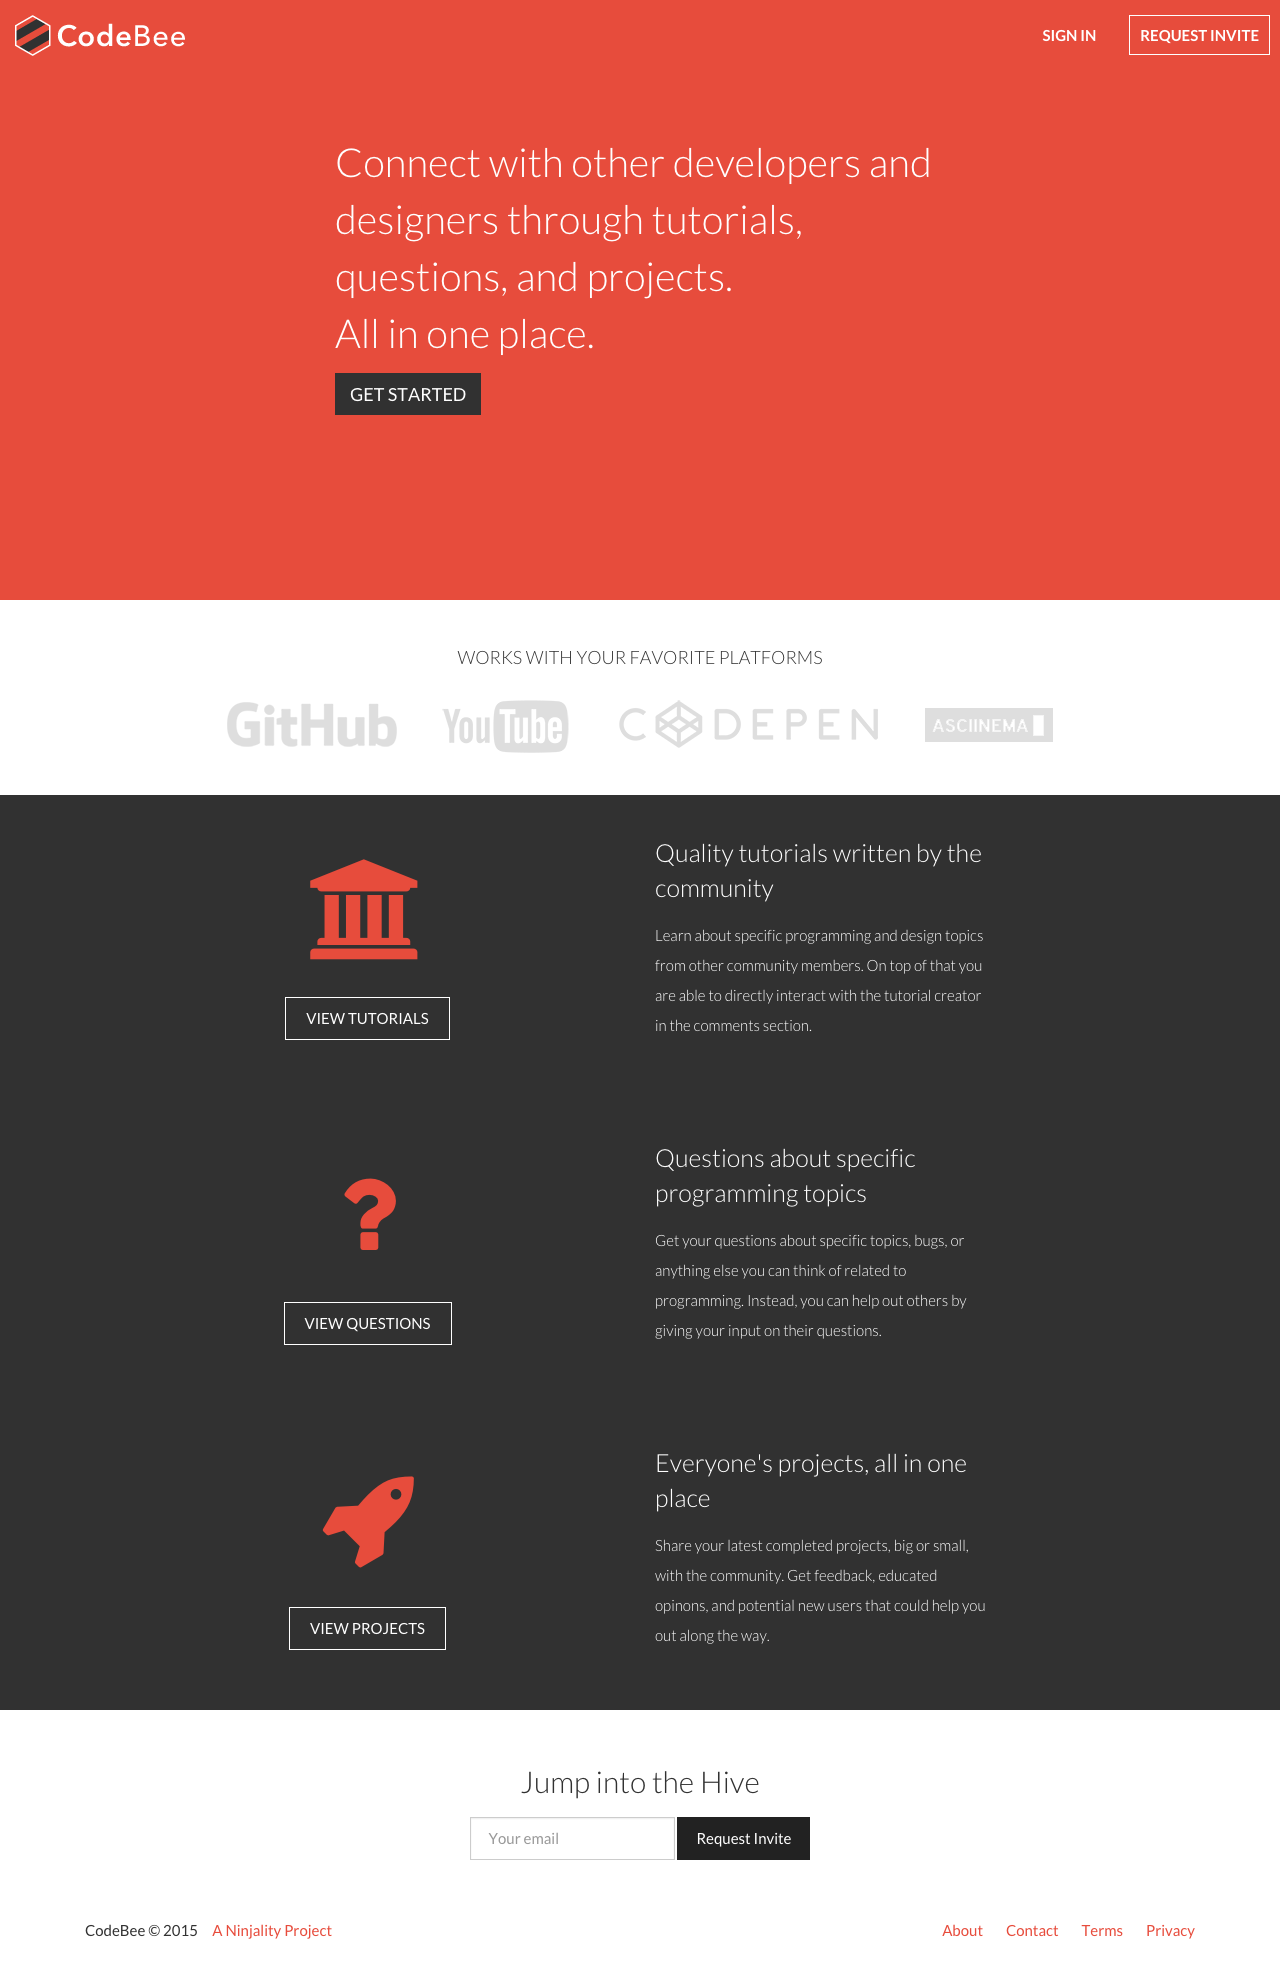 CodeBee
SIGN IN
REQUEST INVITE
Connect with other developers and
designers through tutorials,
questions, and projects.
All in one place.
GET STARTED
WORKS WITH YOUR FAVORITE PLATFORMS
GitHub
YouTube
CODEPEN
ASCIINEMA
Quality tutorials written by the
community
Learn about specific programming and design topics
from other community members. On top of that you
are able to directly interact with the tutorial creator
in the comments section.
VIEW TUTORIALS
Questions about specific
programming topics
Get your questions about specific topics, bugs, or
anything else you can think of related to
programming. Instead, you can help out others by
giving your input on their questions.
VIEW QUESTIONS
Everyone's projects, all in one
place
Share your latest completed projects, big or small,
with the community. Get feedback, educated
opinons, and potential new users that could help you
out along the way.
VIEW PROJECTS
Jump into the Hive
Your email
Request Invite
CodeBee © 2015 A Ninjality Project
About Contact Terms Privacy